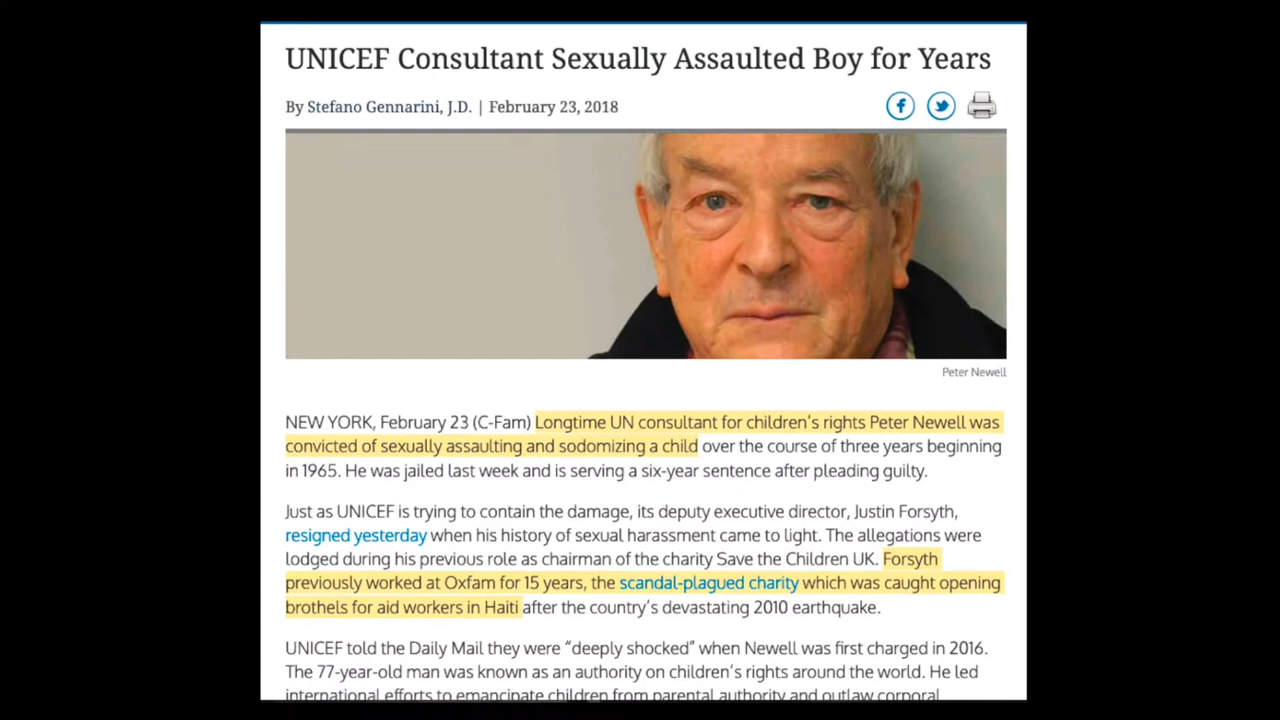 UNICEF Consultant Sexually Assaulted Boy for Years
By Stefano Gennarini, J.D. | February 23, 2018
Peter Newell
NEW YORK, February 23 (C-Fam) Longtime UN consultant for children's rights Peter Newell was
convicted of sexually assaulting and sodomizing a child over the course of three years beginning
in 1965. He was jailed last week and is serving a six-year sentence after pleading guilty.
Just as UNICEF is trying to contain the damage, its deputy executive director, Justin Forsyth,
resigned yesterday when his history of sexual harassment came to light. The allegations were
lodged during his previous role as chairman of the charity Save the Children UK. Forsyth
previously worked at Oxfam for 15 years, the scandal-plagued charity which was caught opening
brothels for aid workers in Haiti after the country's devastating 2010 earthquake.
UNICEF told the Daily Mail they were “deeply shocked” when Newell was first charged in 2016.
The 77-year-old man was known as an authority on children's rights around the world. He led
international efforts to emancipate children from parental authority and outlaw corporal